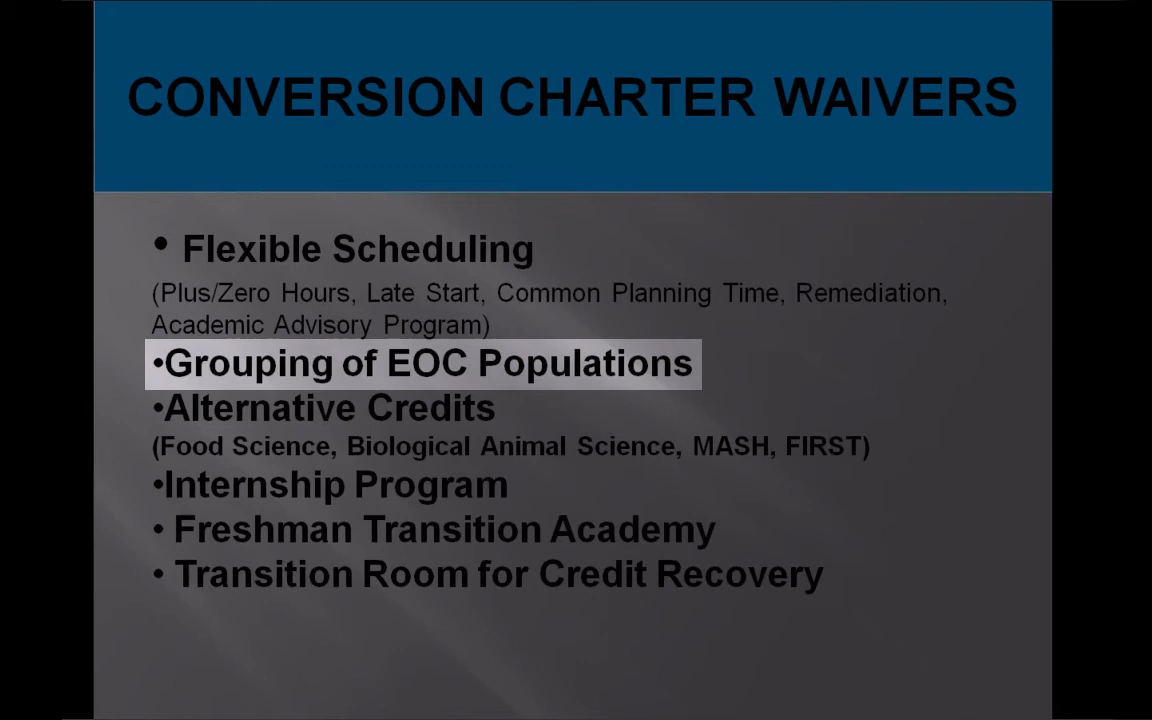 CONVERSION CHARTER WAIVERS
• Flexible Scheduling
(Plus/Zero Hours, Late Start, Common Planning Time, Remediation,
Academic Advisory Program)
•Grouping of EOC Populations
•Alternative Credits
(Food Science, Biological Animal Science, MASH, FIRST)
•Internship Program
• Freshman Transition Academy
• Transition Room for Credit Recovery